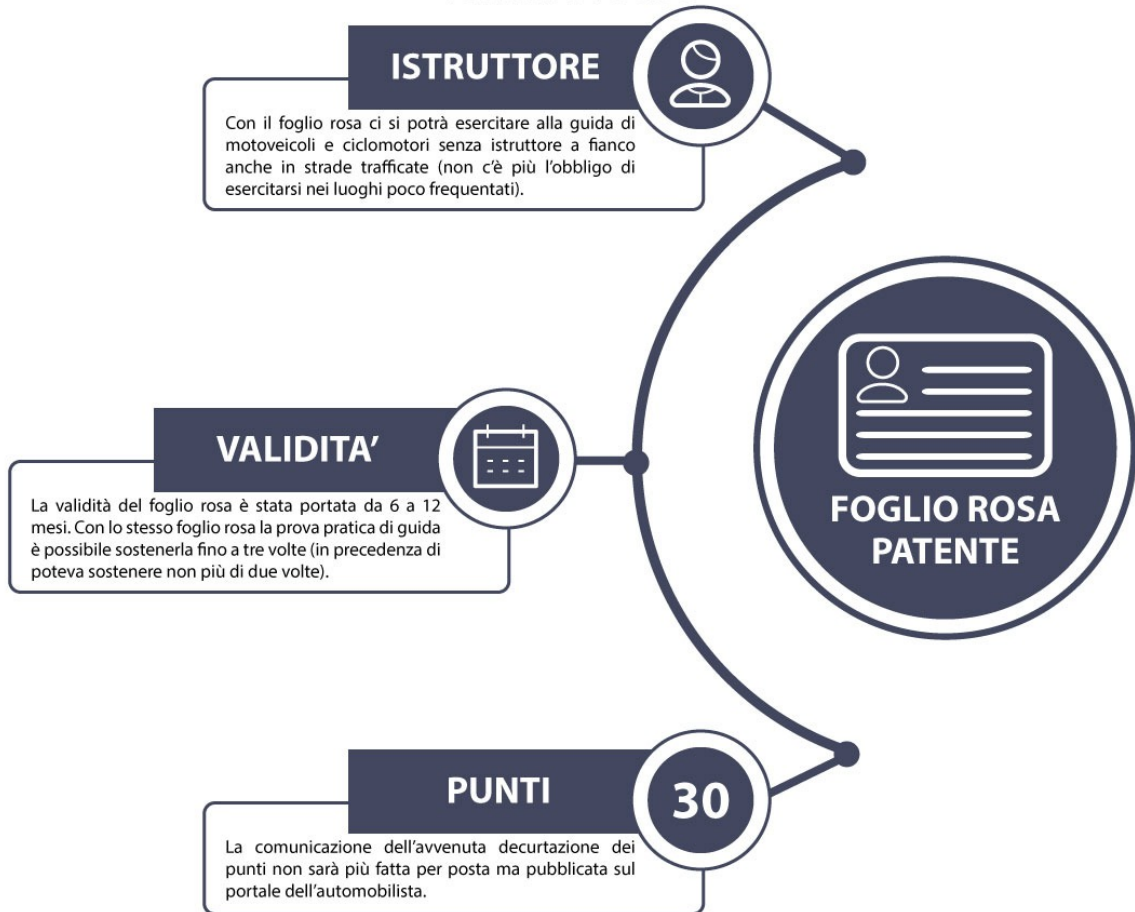 ISTRUTTORE
Con il foglio rosa ci si potrà esercitare alla guida di
motoveicoli e ciclomotori senza istruttore a fianco
anche in strade trafficate (non c'è più l'obbligo di
esercitarsi nei luoghi poco frequentati).
VALIDITA'
La validità del foglio rosa è stata portata da 6 a 12
mesi. Con lo stesso foglio rosa la prova pratica di guida
è possibile sostenerla fino a tre volte (in precedenza di
poteva sostenere non più di due volte).
FOGLIO ROSA
PATENTE
PUNTI
30
La comunicazione dell'avvenuta decurtazione dei
punti non sarà più fatta per posta ma pubblicata sul
portale dell'automobilista.